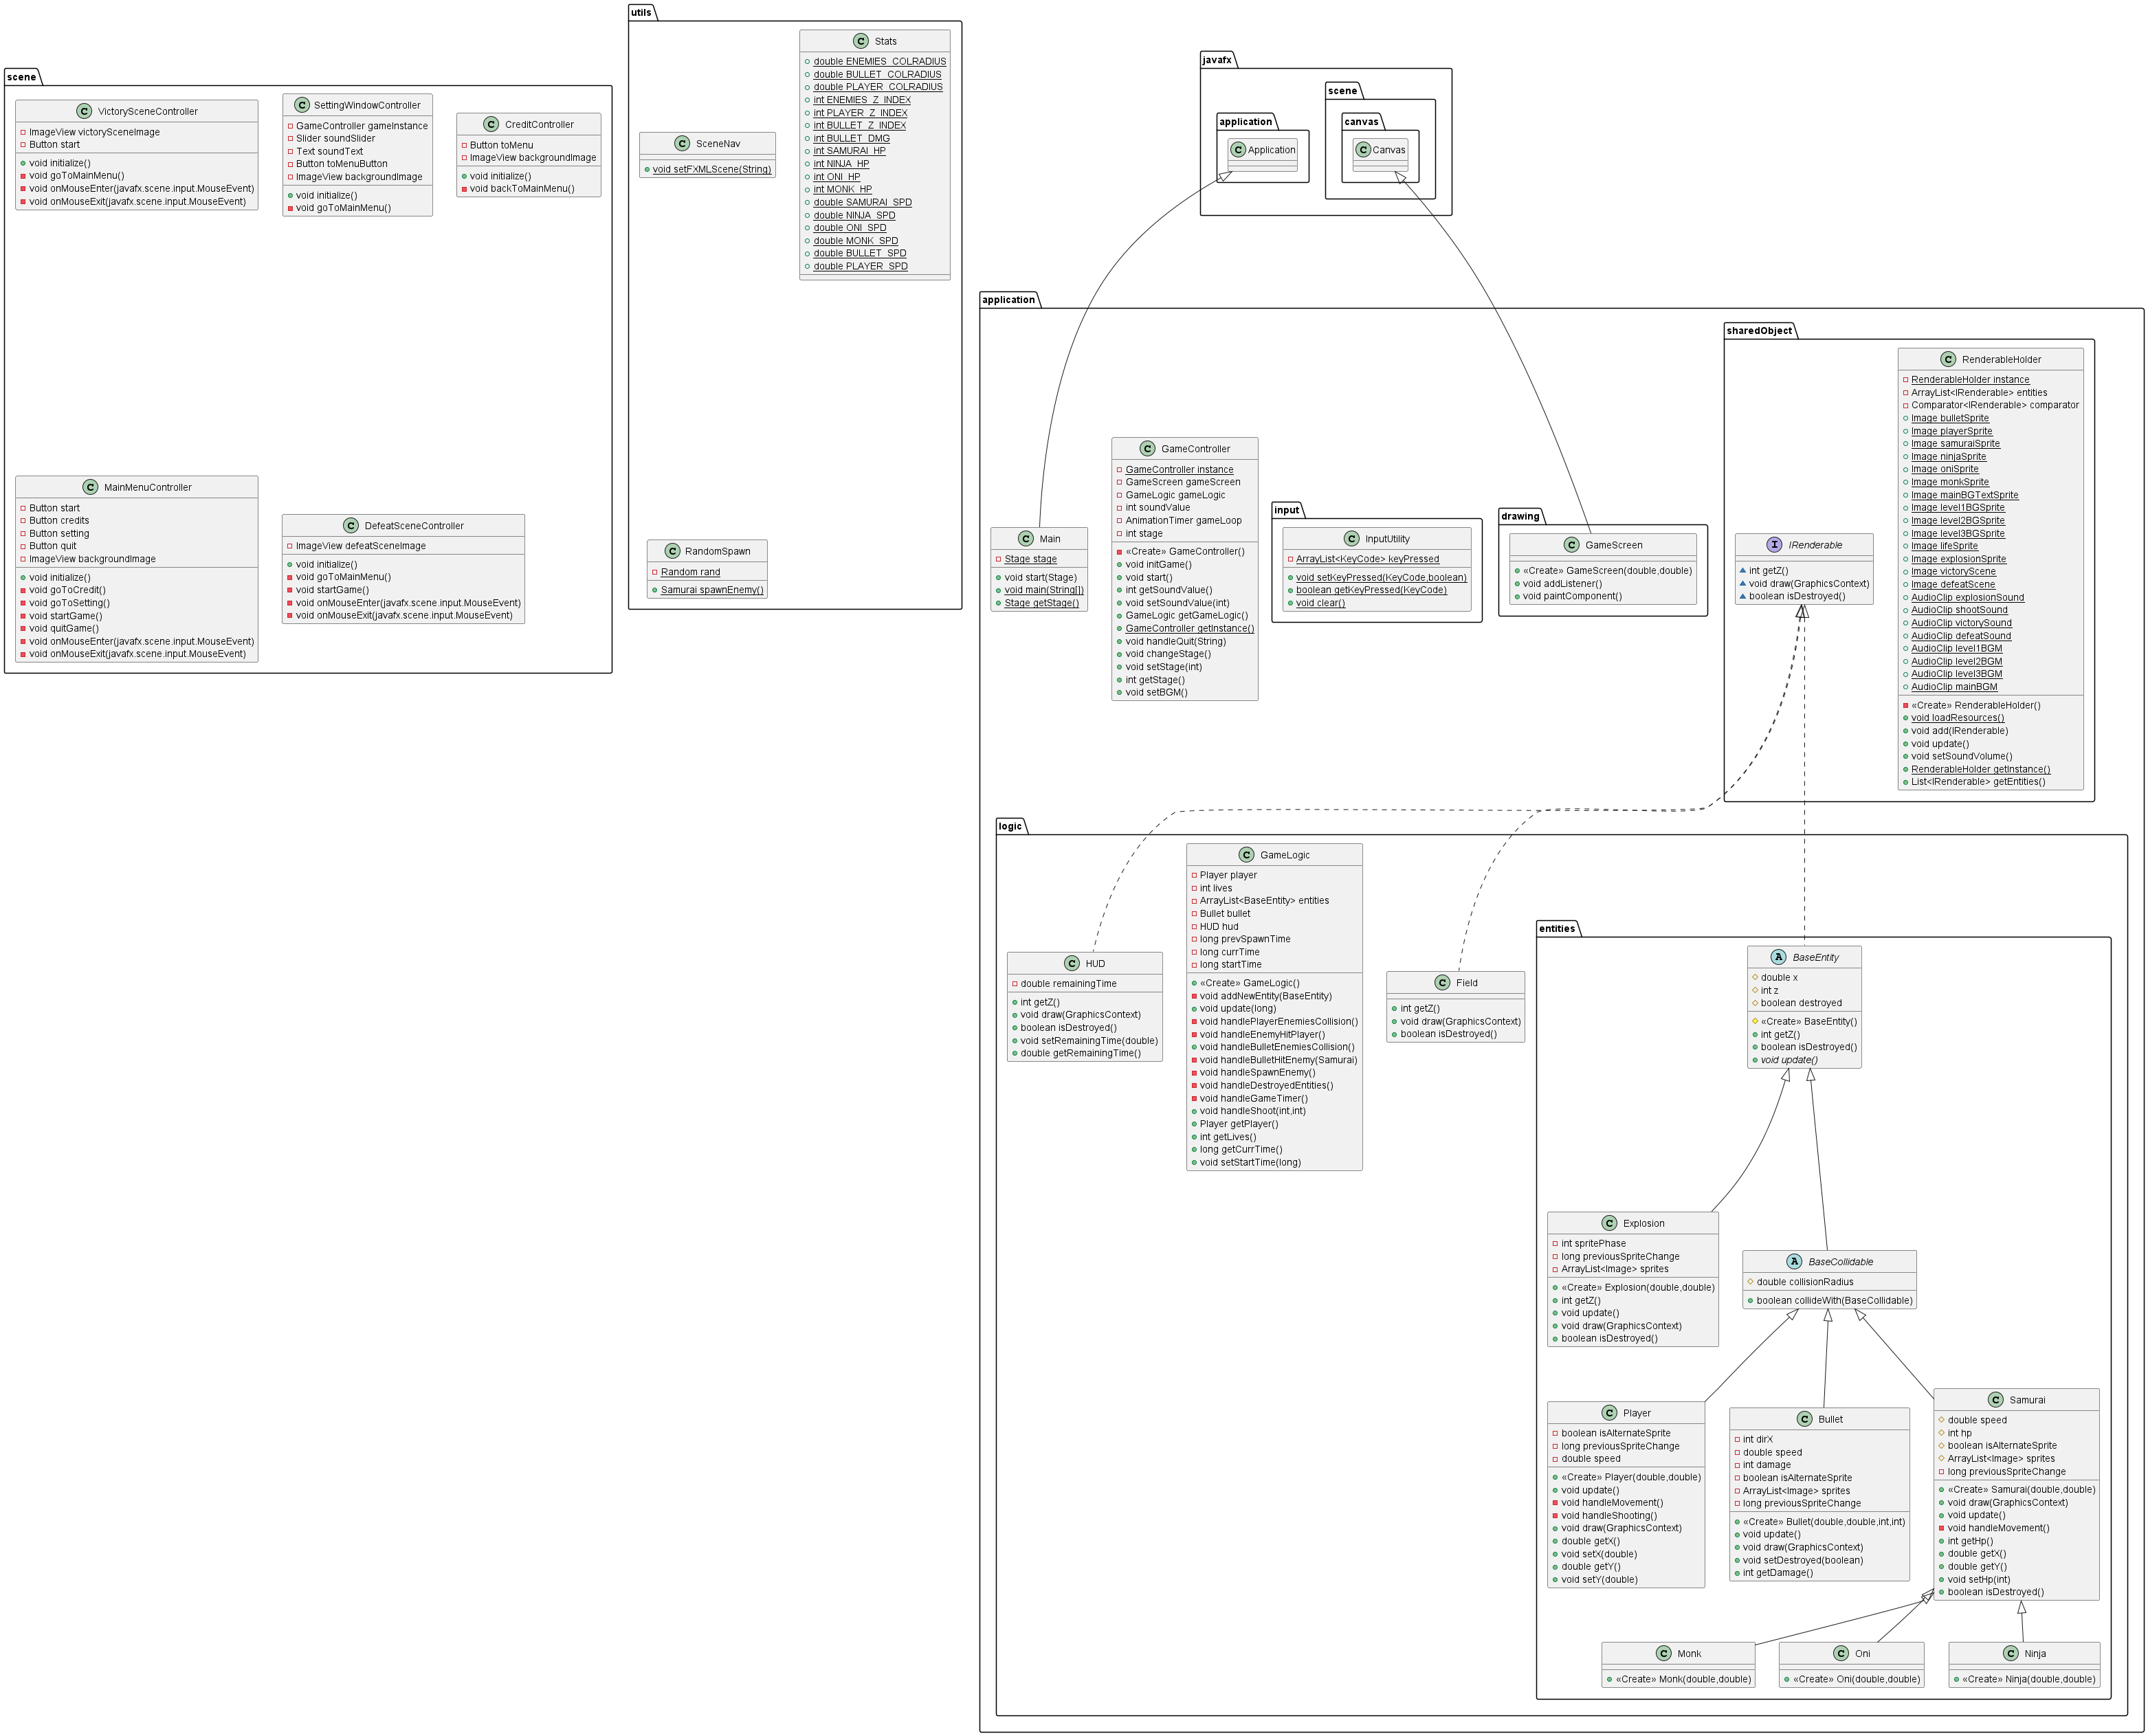 scene
C VictorySceneController
ImageView victorySceneImage
Button start
void initialize()
void goToMainMenu()
void onMouseEnter(javafx.scene.input.MouseEvent)
void onMouseExit(javafx.scene.input.MouseEvent)
C SettingWindowController
GameController gameInstance
Slider soundSlider
Text soundText
Button toMenuButton
ImageView backgroundImage
void initialize()
void goToMainMenu()
C CreditController
Button toMenu
ImageView backgroundImage
void initialize()
void backToMainMenu()
C MainMenuController
Button start
Button credits
Button setting
Button quit
ImageView backgroundImage
void initialize()
void goToCredit()
void goToSetting()
void startGame()
void quitGame()
void onMouseEnter(javafx.scene.input.MouseEvent)
void onMouseExit(javafx.scene.input.MouseEvent)
C DefeatSceneController
ImageView defeatSceneImage
void initialize()
void goToMainMenu()
void startGame()
void onMouseEnter(javafx.scene.input.MouseEvent)
void onMouseExit(javafx.scene.input.MouseEvent)
utils
C SceneNav
void setFXMLScene(String)
C Stats
double ENEMIES_COLRADIUS
double BULLET_COLRADIUS
double PLAYER_COLRADIUS
int ENEMIES_Z_INDEX
int PLAYER_Z_INDEX
int BULLET_Z_INDEX
int BULLET_DMG
int SAMURAI_HP
int NINJA_HP
int ONI_HP
int MONK_HP
double SAMURAI_SPD
double NINJA_SPD
double ONI_SPD
double MONK_SPD
double BULLET_SPD
double PLAYER_SPD
C RandomSpawn
Random rand
Samurai spawnEnemy()
javafx
application
C Application
scene
canvas
C Canvas
application
C Main
Stage stage
void start(Stage)
void main(String[])
Stage getStage()
C GameController
GameController instance
GameScreen gameScreen
GameLogic gameLogic
int soundValue
AnimationTimer gameLoop
int stage
«Create» GameController()
void initGame()
void start()
int getSoundValue()
void setSoundValue(int)
GameLogic getGameLogic()
GameController getInstance()
void handleQuit(String)
void changeStage()
void setStage(int)
int getStage()
void setBGM()
input
C InputUtility
ArrayList<KeyCode> keyPressed
void setKeyPressed(KeyCode,boolean)
boolean getKeyPressed(KeyCode)
void clear()
drawing
C GameScreen
«Create» GameScreen(double,double)
void addListener()
void paintComponent()
sharedObject
I IRenderable
int getZ()
void draw(GraphicsContext)
boolean isDestroyed()
C RenderableHolder
RenderableHolder instance
ArrayList<IRenderable> entities
Comparator<IRenderable> comparator
Image bulletSprite
Image playerSprite
Image samuraiSprite
Image ninjaSprite
Image oniSprite
Image monkSprite
Image mainBGTextSprite
Image level1BGSprite
Image level2BGSprite
Image level3BGSprite
Image lifeSprite
Image explosionSprite
Image victoryScene
Image defeatScene
AudioClip explosionSound
AudioClip shootSound
AudioClip victorySound
AudioClip defeatSound
AudioClip level1BGM
AudioClip level2BGM
AudioClip level3BGM
AudioClip mainBGM
«Create» RenderableHolder()
void loadResources()
void add(IRenderable)
void update()
void setSoundVolume()
RenderableHolder getInstance()
List<IRenderable> getEntities()
logic
C HUD
double remainingTime
int getZ()
void draw(GraphicsContext)
boolean isDestroyed()
void setRemainingTime(double)
double getRemainingTime()
C GameLogic
Player player
int lives
ArrayList<BaseEntity> entities
Bullet bullet
HUD hud
long prevSpawnTime
long currTime
long startTime
«Create» GameLogic()
void addNewEntity(BaseEntity)
void update(long)
void handlePlayerEnemiesCollision()
void handleEnemyHitPlayer()
void handleBulletEnemiesCollision()
void handleBulletHitEnemy(Samurai)
void handleSpawnEnemy()
void handleDestroyedEntities()
void handleGameTimer()
void handleShoot(int,int)
Player getPlayer()
int getLives()
long getCurrTime()
void setStartTime(long)
C Field
int getZ()
void draw(GraphicsContext)
boolean isDestroyed()
entities
A BaseEntity
double x
int z
boolean destroyed
«Create» BaseEntity()
int getZ()
boolean isDestroyed()
void update()
C Explosion
int spritePhase
long previousSpriteChange
ArrayList<Image> sprites
«Create» Explosion(double,double)
int getZ()
void update()
void draw(GraphicsContext)
boolean isDestroyed()
A BaseCollidable
double collisionRadius
boolean collideWith(BaseCollidable)
C Player
boolean isAlternateSprite
long previousSpriteChange
double speed
«Create» Player(double,double)
void update()
void handleMovement()
void handleShooting()
void draw(GraphicsContext)
double getX()
void setX(double)
double getY()
void setY(double)
C Bullet
int dirX
double speed
int damage
boolean isAlternateSprite
ArrayList<Image> sprites
long previousSpriteChange
«Create» Bullet(double,double,int,int)
void update()
void draw(GraphicsContext)
void setDestroyed(boolean)
int getDamage()
C Samurai
double speed
int hp
boolean isAlternateSprite
ArrayList<Image> sprites
long previousSpriteChange
«Create» Samurai(double,double)
void draw(GraphicsContext)
void update()
void handleMovement()
int getHp()
double getX()
double getY()
void setHp(int)
boolean isDestroyed()
C Monk
«Create» Monk(double,double)
C Oni
«Create» Oni(double,double)
C Ninja
«Create» Ninja(double,double)